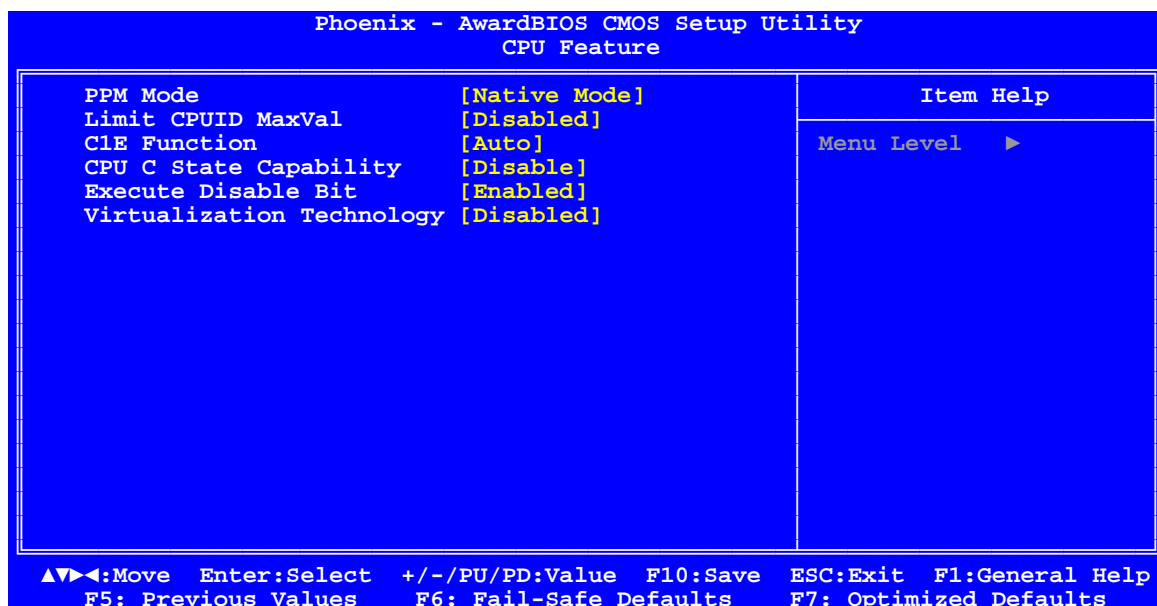 Phoenix - AwardBIOS CMOS Setup Utility
CPU Feature
PPM Mode [Native Mode]
Limit CPUID MaxVal [Disabled]
C1E Function [Auto]
CPU C State Capability [Disable]
Execute Disable Bit [Enabled]
Virtualization Technology [Disabled]
Item Help
Menu Level ►
▲▼►◄:Move Enter:Select +/-/PU/PD:Value F10:Save ESC:Exit F1:General Help
F5: Previous Values F6: Fail-Safe Defaults F7: Optimized Defaults